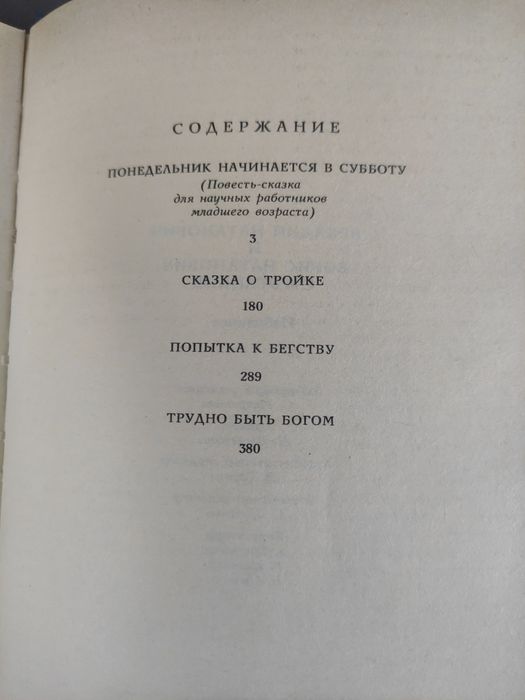 СОДЕРЖАНИЕ
ПОНЕДЕЛЬНИК НАЧИНАЕТСЯ В СУББОТУ
(Повесть-сказка
для научных работников
младшего возраста)
3
СКАЗКА О ТРОЙКЕ
180
ПОПЫТКА К БЕГСТВУ
289
ТРУДНО БЫТЬ БОГОМ
380